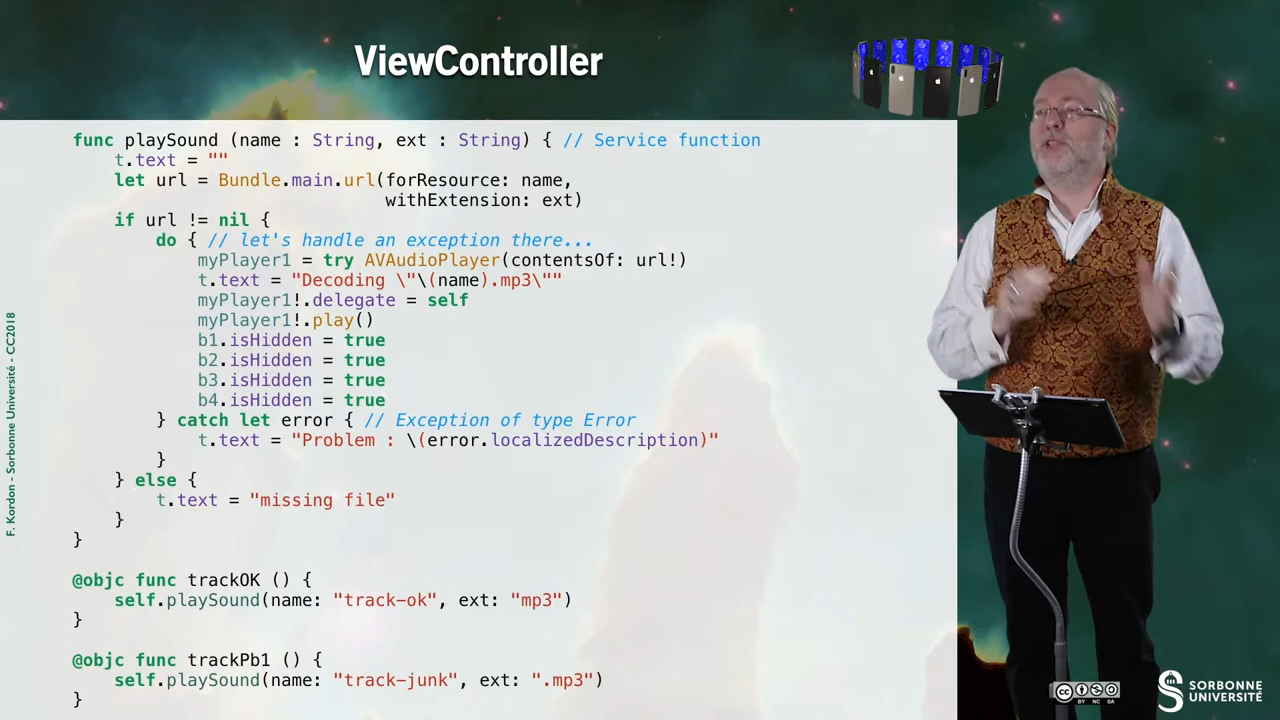 ViewController
func playSound (name : String, ext : String) { // Service function
    t.text = ""
    let url = Bundle.main.url(forResource: name,
                              withExtension: ext)
    if url != nil {
        do { // let's handle an exception there...
            myPlayer1 = try AVAudioPlayer(contentsOf: url!)
            t.text = "Decoding \"\(name).mp3\""
            myPlayer1!.delegate = self
            myPlayer1!.play()
            b1.isHidden = true
            b2.isHidden = true
            b3.isHidden = true
            b4.isHidden = true
        } catch let error { // Exception of type Error
            t.text = "Problem : \(error.localizedDescription)"
        }
    } else {
        t.text = "missing file"
    }
}
@objc func trackOK () {
    self.playSound(name: "track-ok", ext: "mp3")
}
@objc func trackPb1 () {
    self.playSound(name: "track-junk", ext: ".mp3")
}
F. Kordon - Sorbonne Université - CC2018
CC BY NC SA
SORBONNE
UNIVERSITÉ